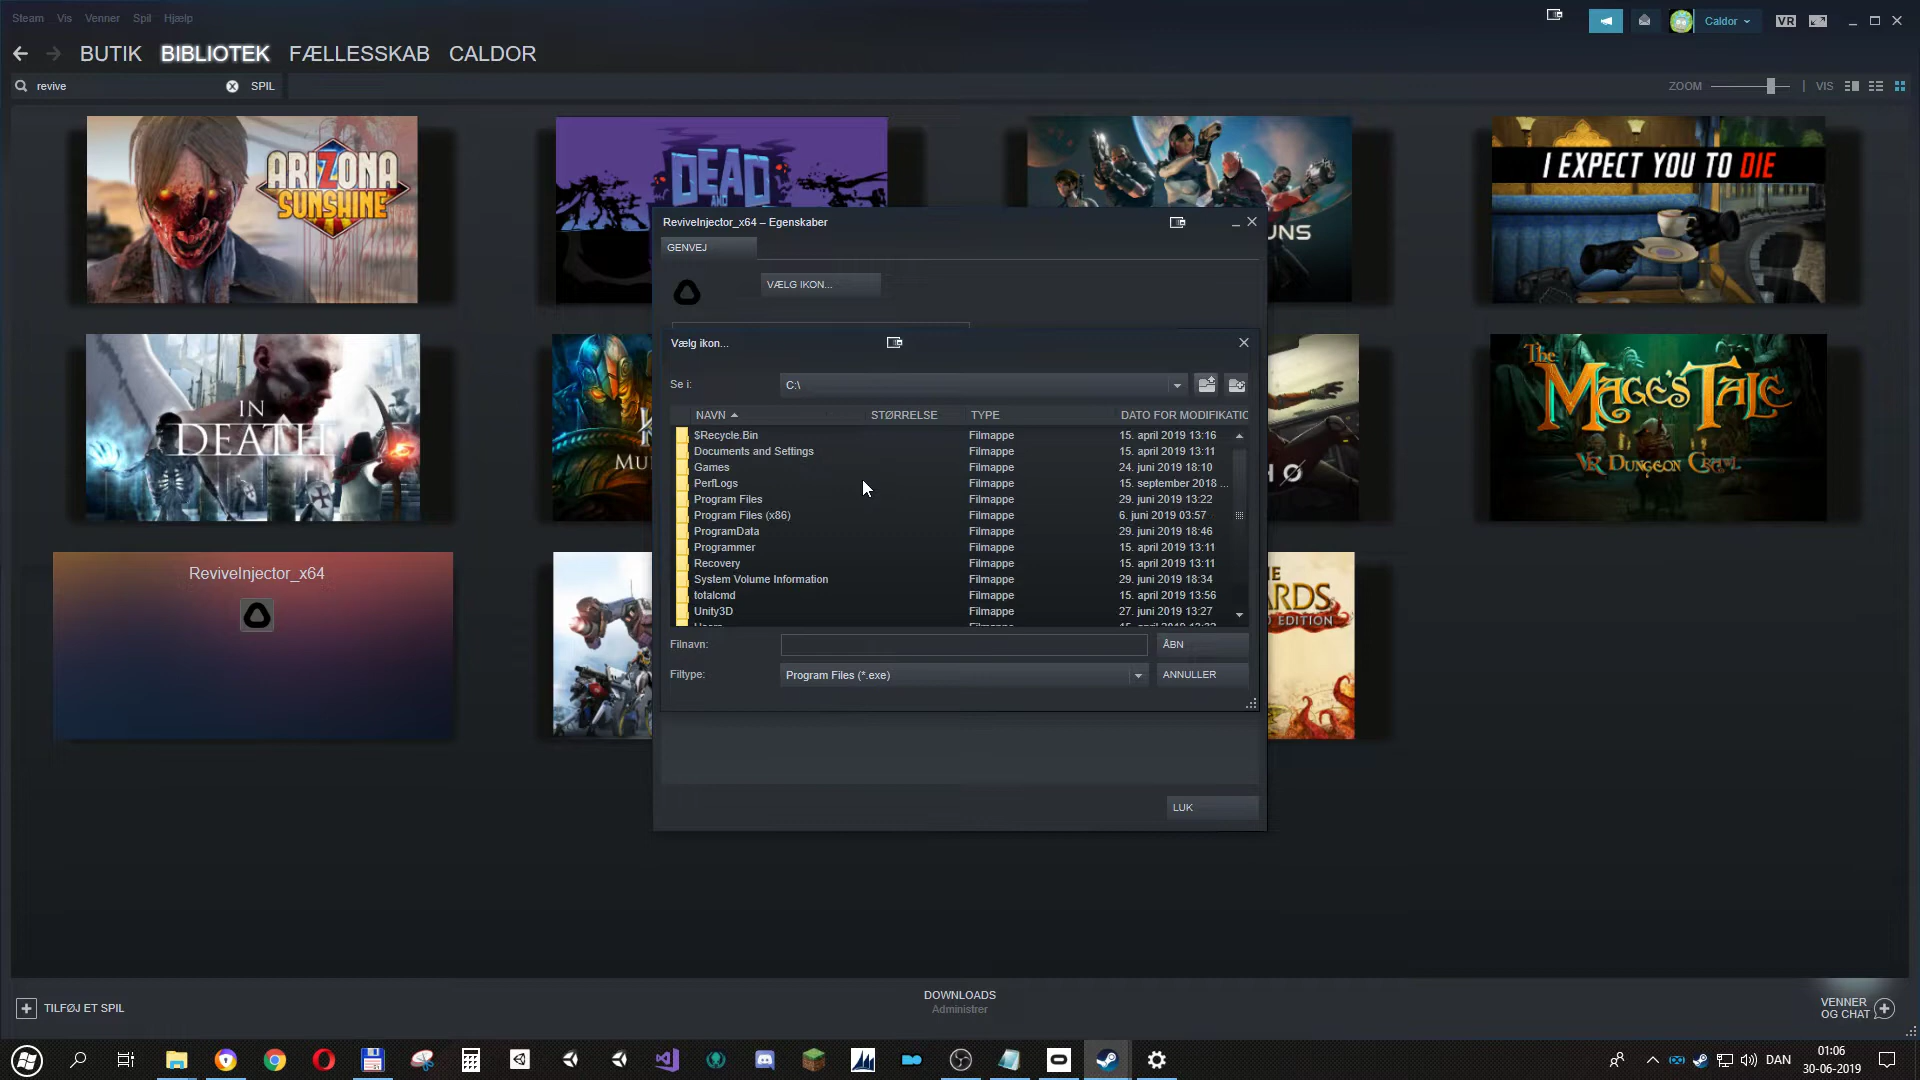 Steam Vis Venner Spil Hjælp
Caldor VR
BUTIK BIBLIOTEK FÆLLESSKAB CALDOR
revive SPIL ZOOM VIS
ARIZONA SUNSHINE
DEAD AND
UNS
I EXPECT YOU TO DIE
ReviveInjector_x64 – Egenskaber
GENVEJ
VÆLG IKON...
Vælg ikon...
Se i: C:\
NAVN STØRRELSE TYPE DATO FOR MODIFIKATIO
$Recycle.Bin Filmappe 15. april 2019 13:16
Documents and Settings Filmappe 15. april 2019 13:11
Games Filmappe 24. juni 2019 18:10
PerfLogs Filmappe 15. september 2018 ...
Program Files Filmappe 29. juni 2019 13:22
Program Files (x86) Filmappe 6. juni 2019 03:57
ProgramData Filmappe 29. juni 2019 18:46
Programmer Filmappe 15. april 2019 13:11
Recovery Filmappe 15. april 2019 13:11
System Volume Information Filmappe 29. juni 2019 18:34
totalcmd Filmappe 15. april 2019 13:56
Unity3D Filmappe 27. juni 2019 13:27
Filnavn: ÅBN
Filtype: Program Files (*.exe) ANNULLER
LUK
IN DEATH
MU
The MAGE'S TALE
VR DUNGEON CRAWL
ReviveInjector_x64
RDS
D EDITION
TILFØJ ET SPIL
DOWNLOADS
Administrer
VENNER
OG CHAT
DAN
01:06
30-06-2019